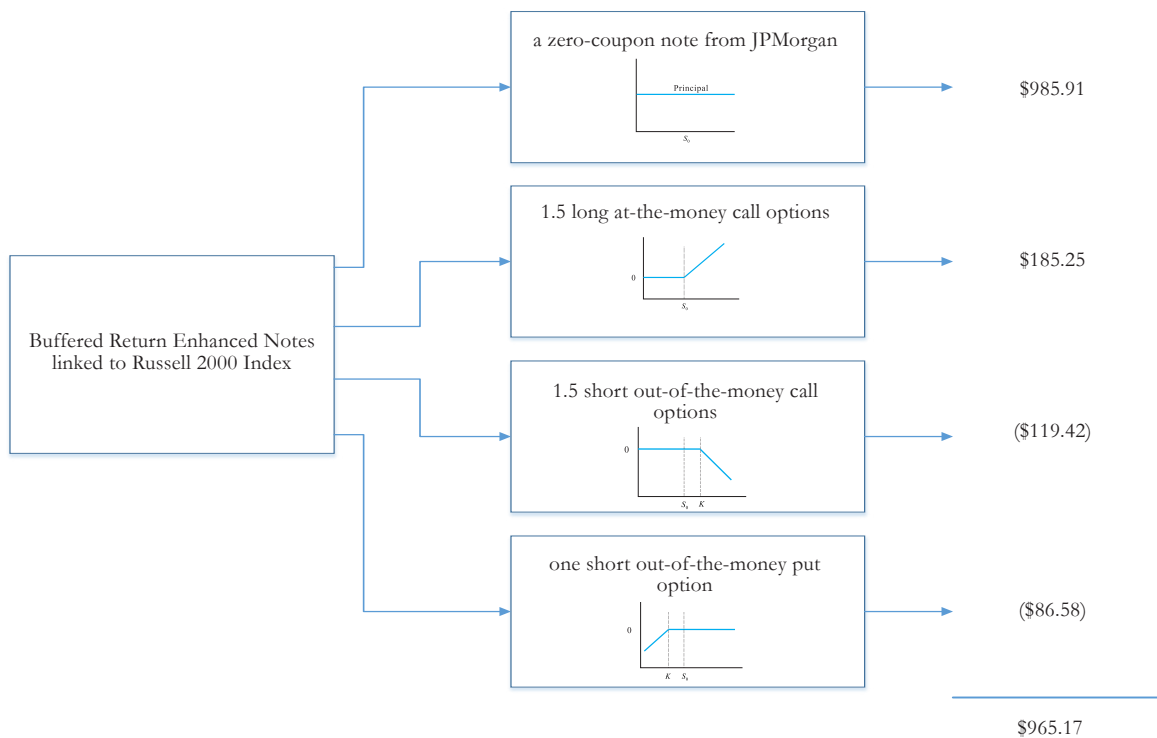 a zero-coupon note from JPMorgan
Principal
S₀
$985.91
1.5 long at-the-money call options
0
S₀
$185.25
Buffered Return Enhanced Notes
linked to Russell 2000 Index
1.5 short out-of-the-money call
options
0
S₀ K
($119.42)
one short out-of-the-money put
option
0
K S₀
($86.58)
$965.17